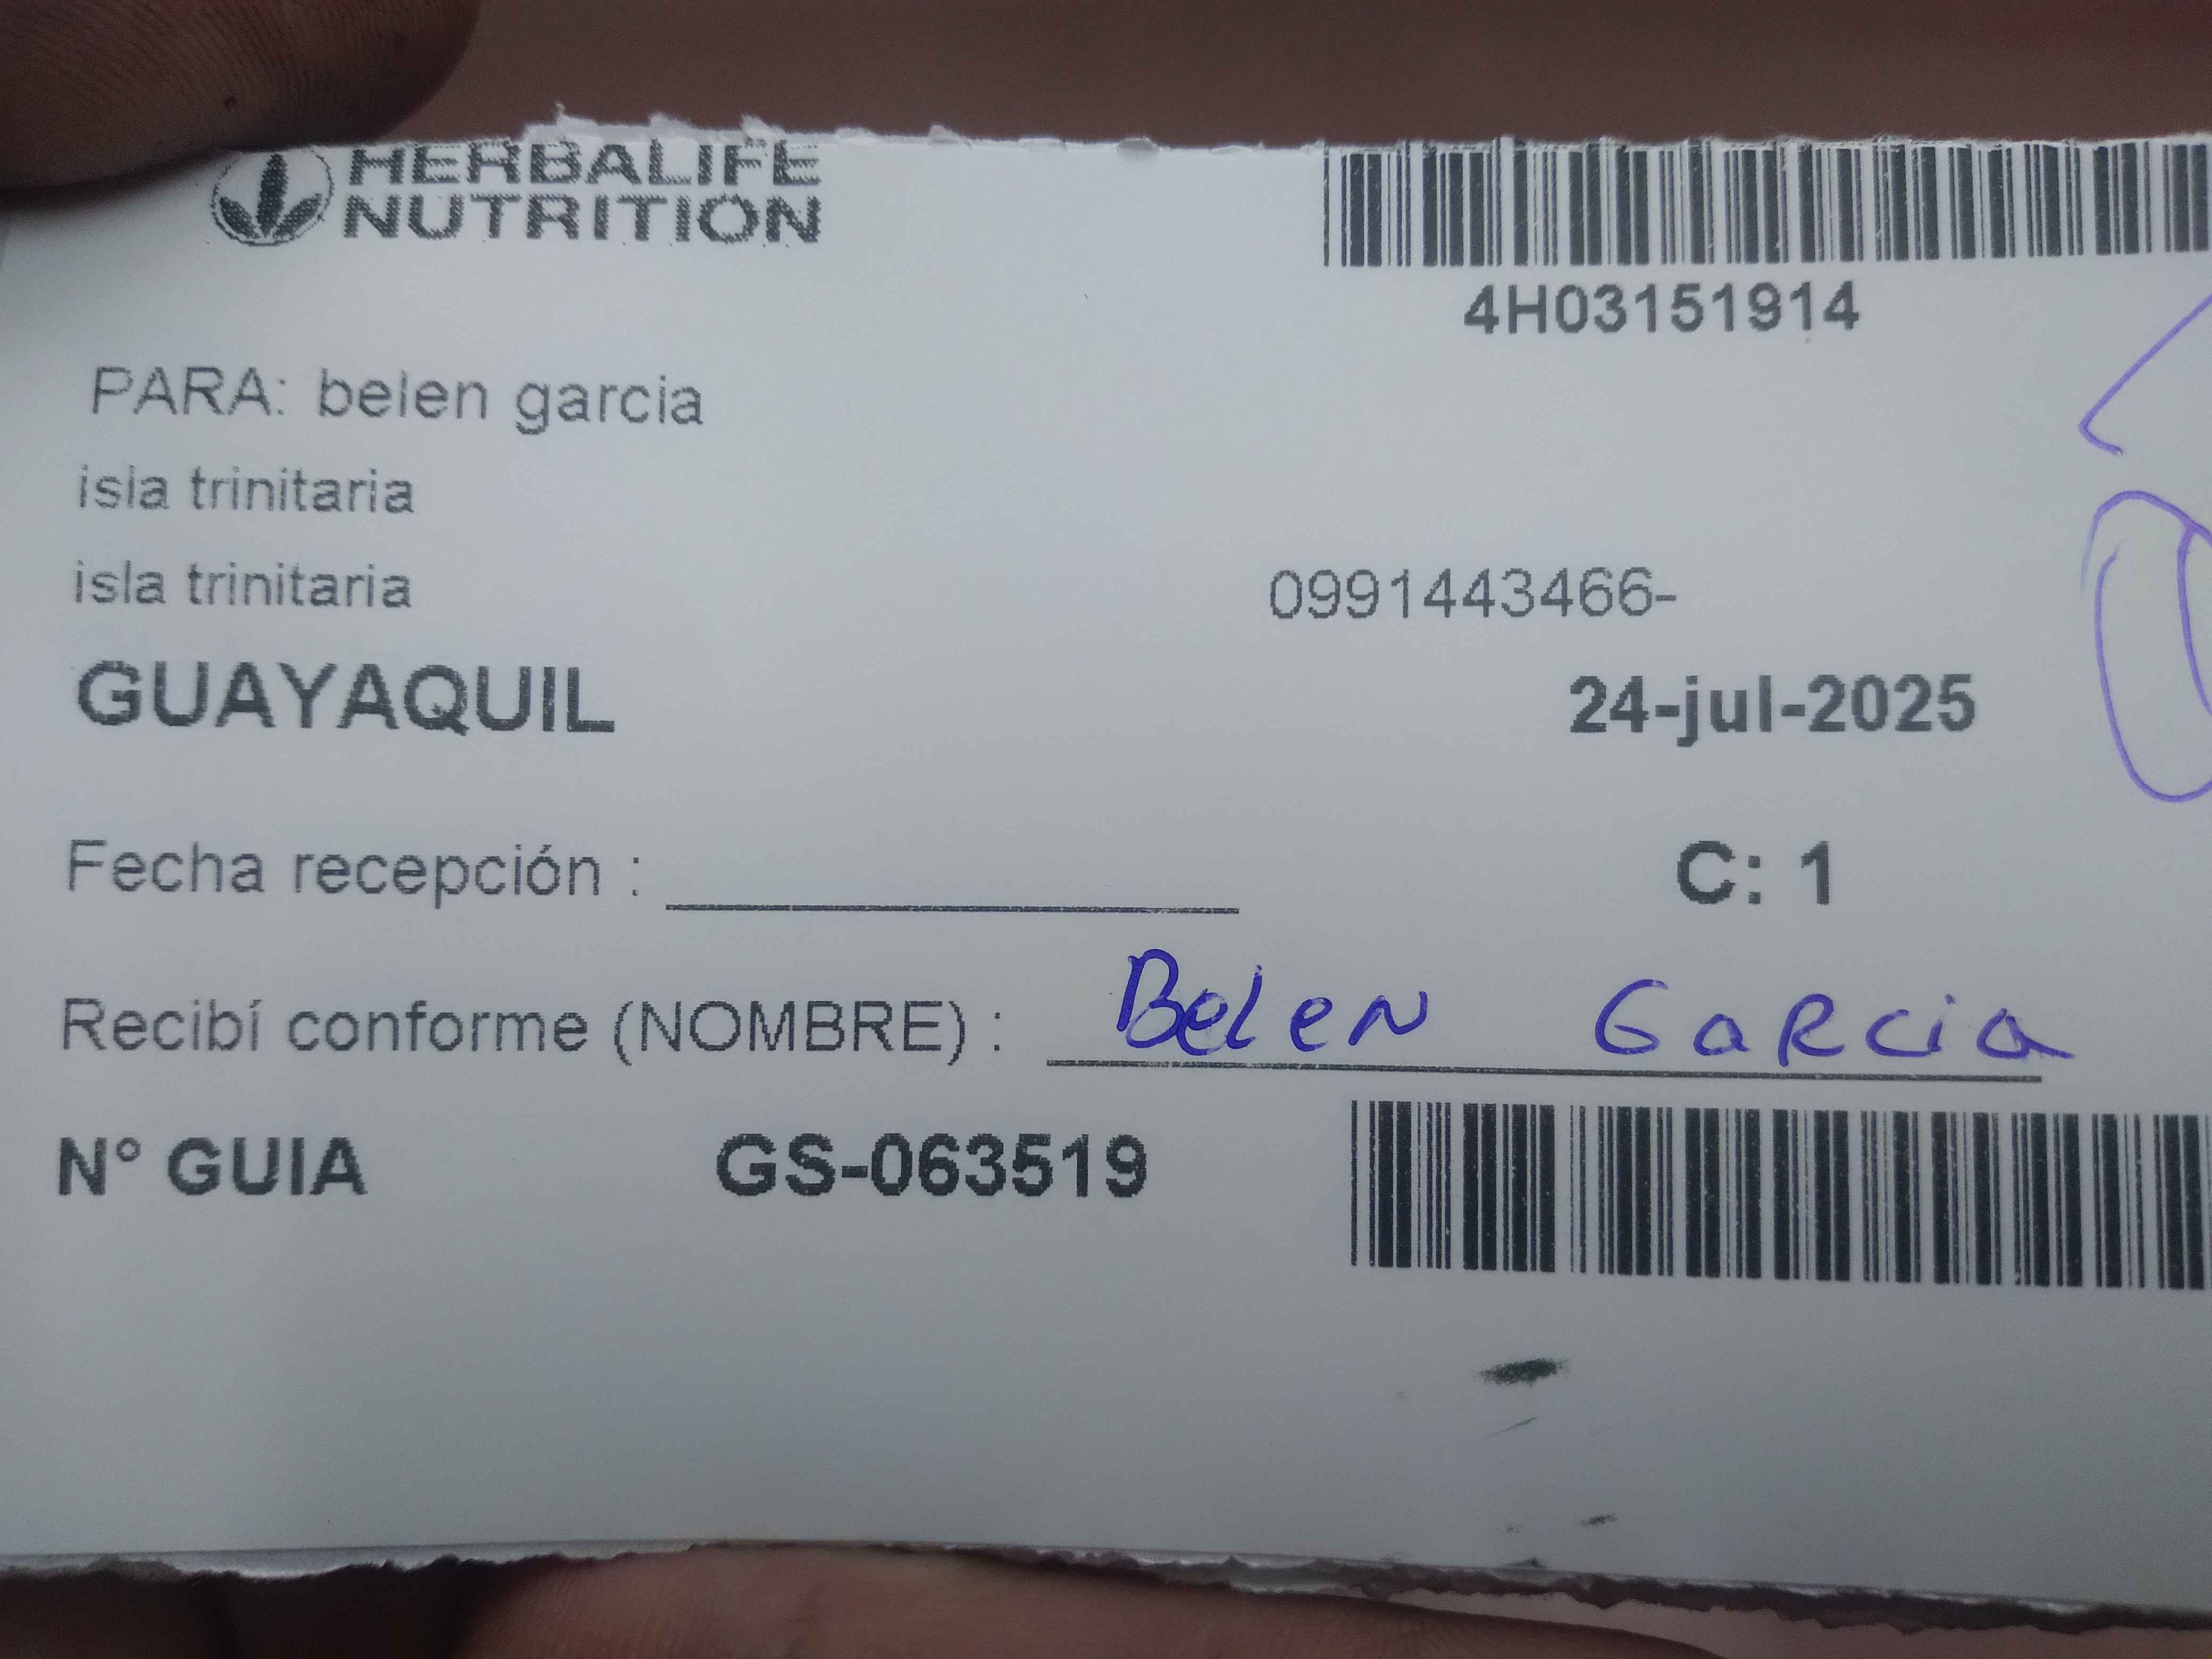 HERBALIFE
NUTRITION
4H03151914
PARA: belen garcia
isla trinitaria
isla trinitaria
0991443466-
GUAYAQUIL
24-jul-2025
Fecha recepción :
C: 1
Recibí conforme (NOMBRE) : Belen Garcia
N° GUIA GS-063519